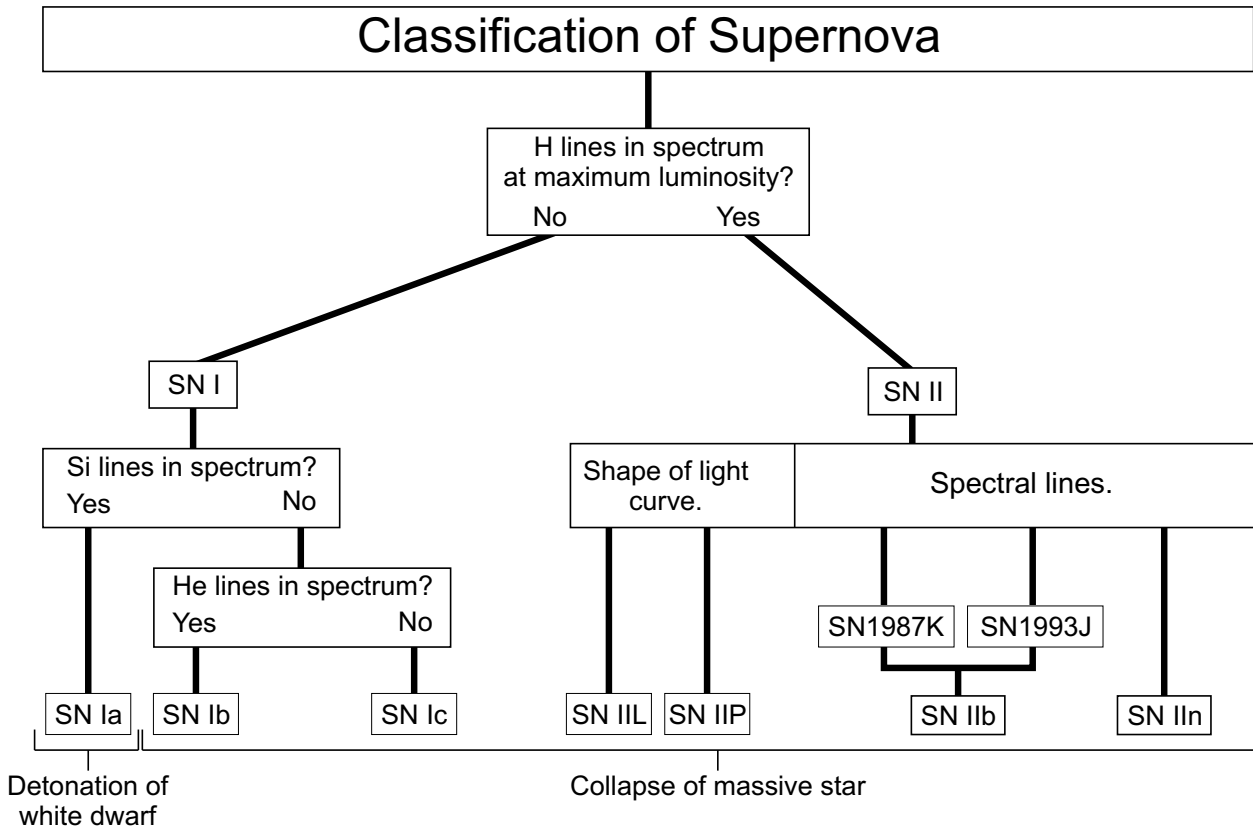 Classification of Supernova
H lines in spectrum
at maximum luminosity?
No Yes
SN I
SN II
Si lines in spectrum?
Yes No
Shape of light
curve.
Spectral lines.
He lines in spectrum?
Yes No
SN1987K SN1993J
SN Ia SN Ib SN Ic SN IIL SN IIP SN IIb SN IIn
Detonation of
white dwarf
Collapse of massive star